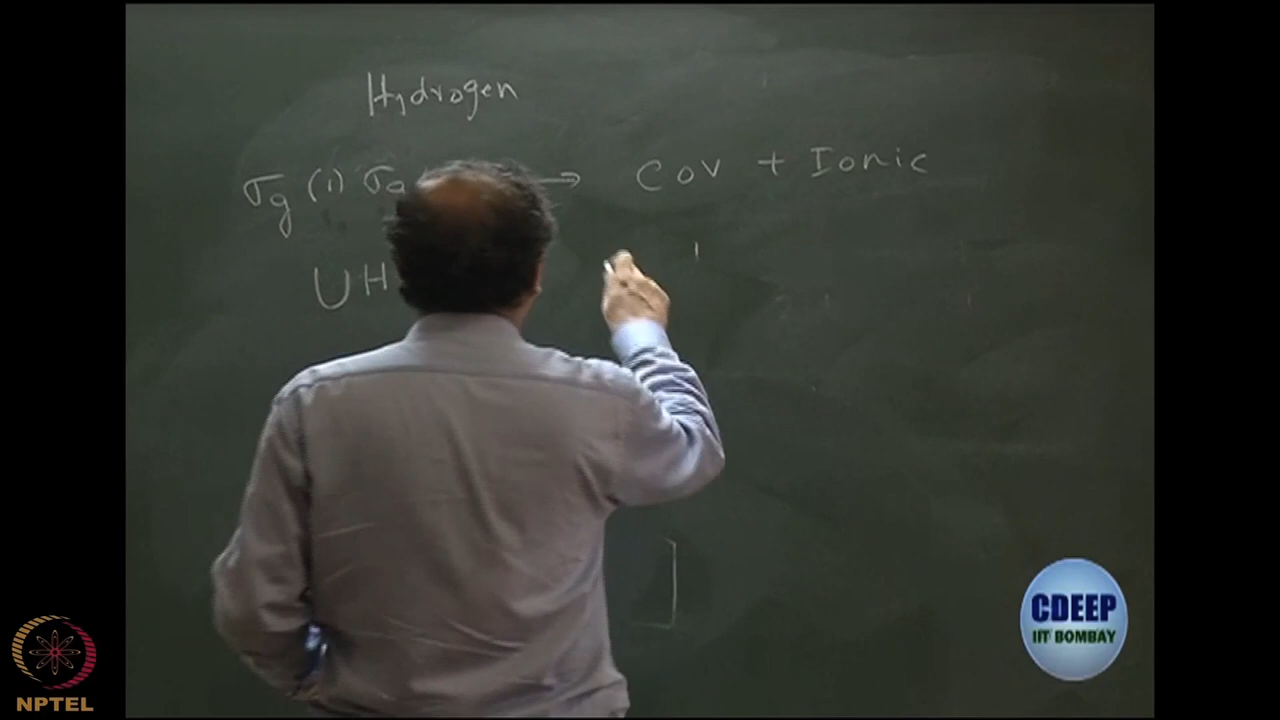 Hydrogen
σg (1) σg → Cov + Ionic
UH
]
CDEEP
IIT BOMBAY
NPTEL